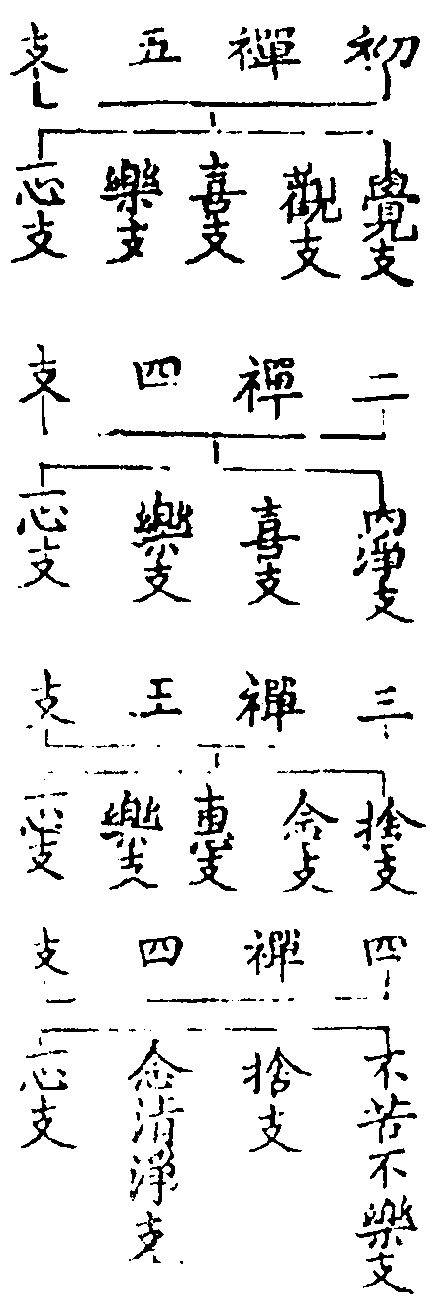 初禪五支
覺支
觀支
喜支
樂支
一心支
二禪四支
內淨支
喜支
樂支
一心支
三禪五支
捨支
念支
惠支
樂支
一心支
四禪四支
不苦不樂支
捨支
念清淨支
一心支